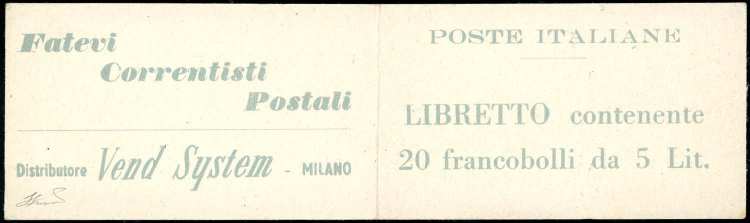 Fatevi
Correntisti
Postali
Distributore Vend System - MILANO
POSTE ITALIANE
LIBRETTO contenente
20 francobolli da 5 Lit.